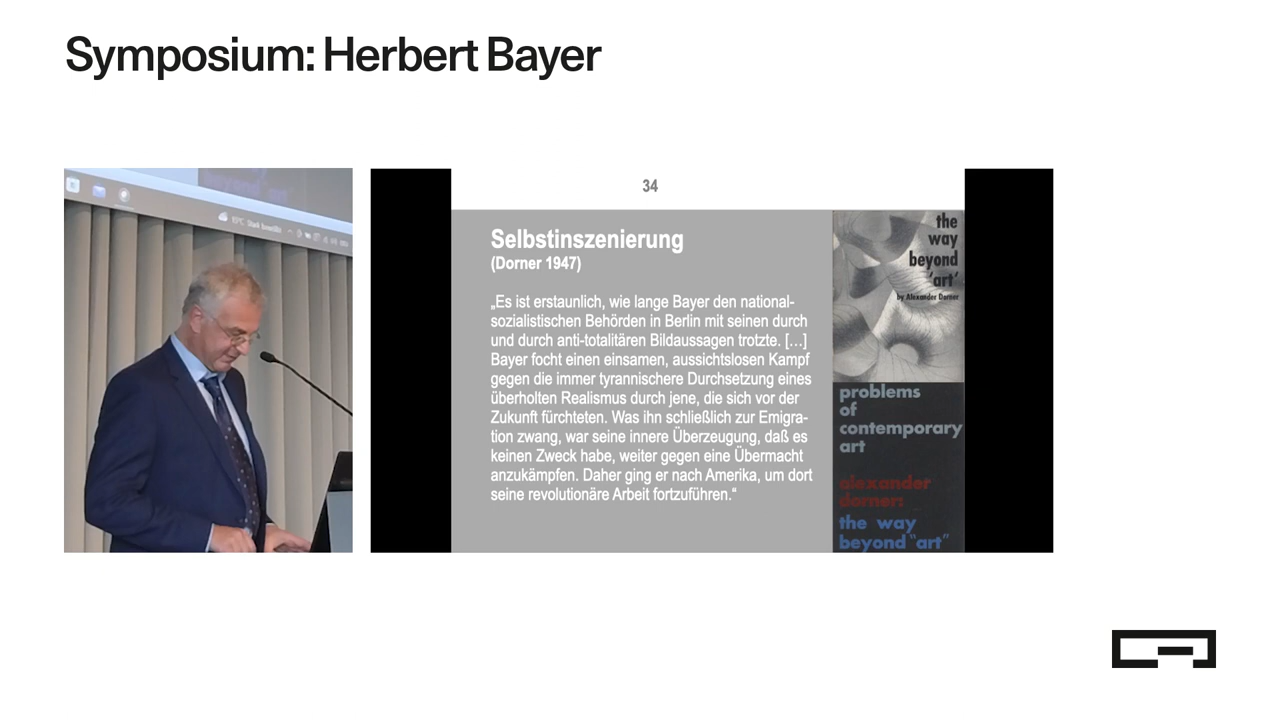 Symposium: Herbert Bayer
34
Selbstinszenierung
(Dorner 1947)
„Es ist erstaunlich, wie lange Bayer den national-
sozialistischen Behörden in Berlin mit seinen durch
und durch anti-totalitären Bildaussagen trotzte. […]
Bayer focht einen einsamen, aussichtslosen Kampf
gegen die immer tyrannischere Durchsetzung eines
überholten Realismus durch jene, die sich vor der
Zukunft fürchteten. Was ihn schließlich zur Emigra-
tion zwang, war seine innere Überzeugung, daß es
keinen Zweck habe, weiter gegen eine Übermacht
anzukämpfen. Daher ging er nach Amerika, um dort
seine revolutionäre Arbeit fortzuführen.“
the
way
beyond
'art'
by Alexander Dorner
problems
of
contemporary
art
alexander
dorner:
the way
beyond "art"